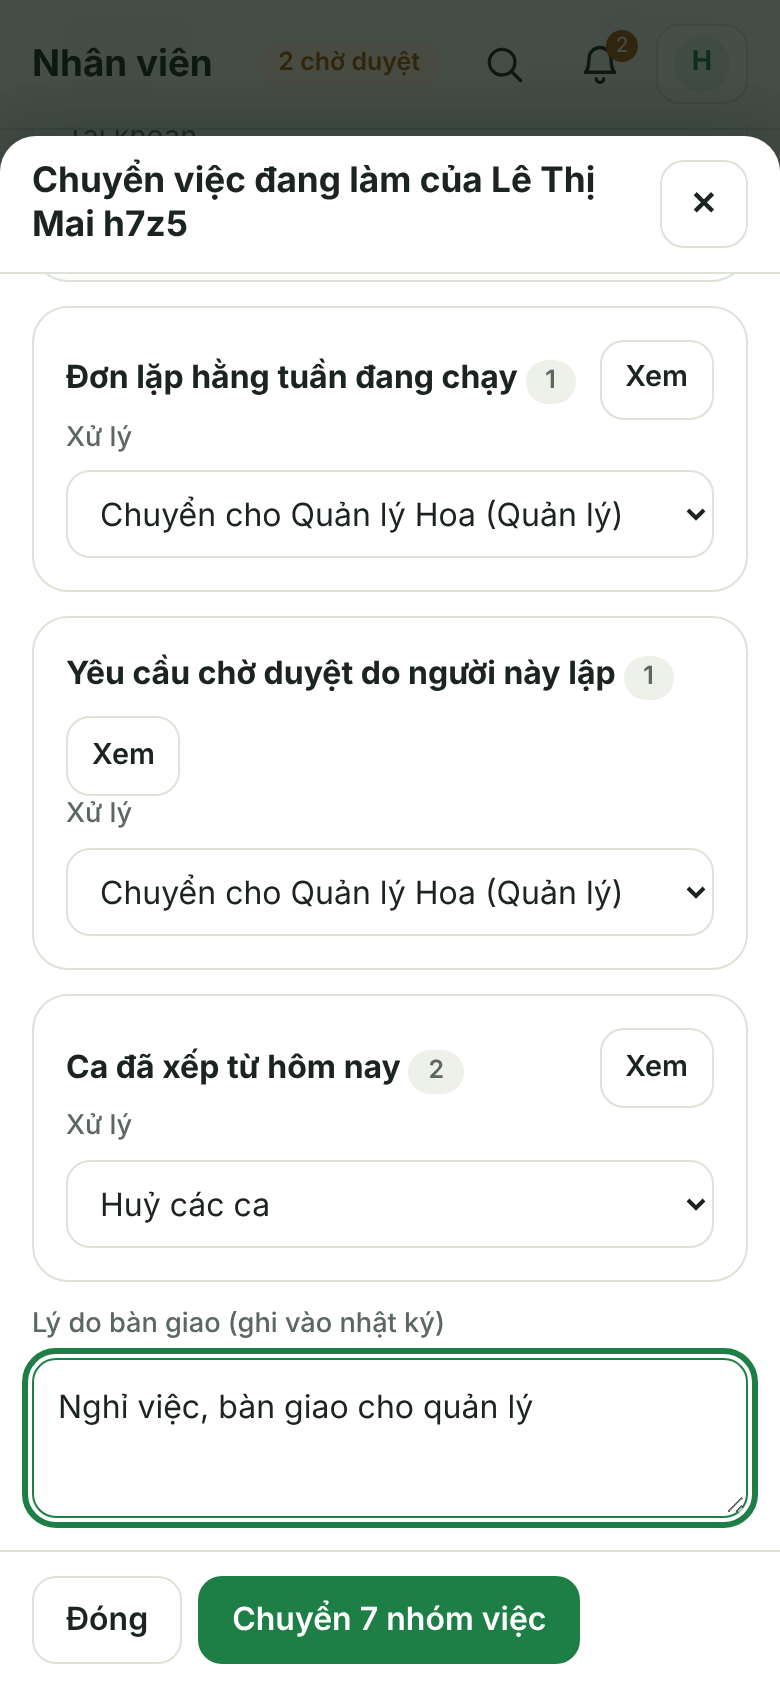 Nhân viên
2 chờ duyệt
2
H
Tài khoản
Chuyển việc đang làm của Lê Thị
Mai h7z5
Đơn lặp hằng tuần đang chạy 1
Xem
Xử lý
Chuyển cho Quản lý Hoa (Quản lý)
Yêu cầu chờ duyệt do người này lập 1
Xem
Xử lý
Chuyển cho Quản lý Hoa (Quản lý)
Ca đã xếp từ hôm nay 2
Xem
Xử lý
Huỷ các ca
Lý do bàn giao (ghi vào nhật ký)
Nghỉ việc, bàn giao cho quản lý
Đóng
Chuyển 7 nhóm việc